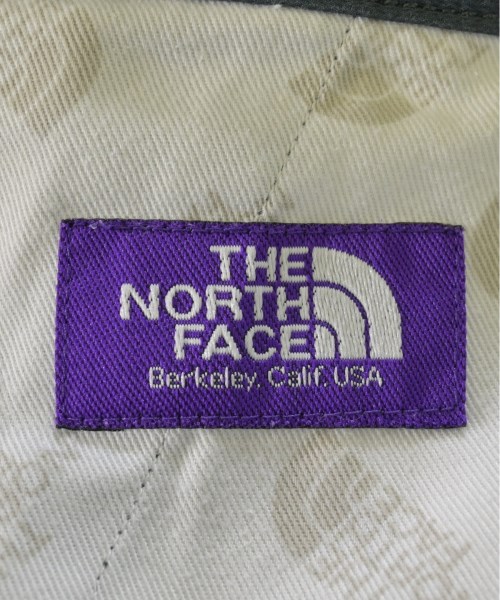 THE
NORTH
FACE
Berkeley, Calif. USA